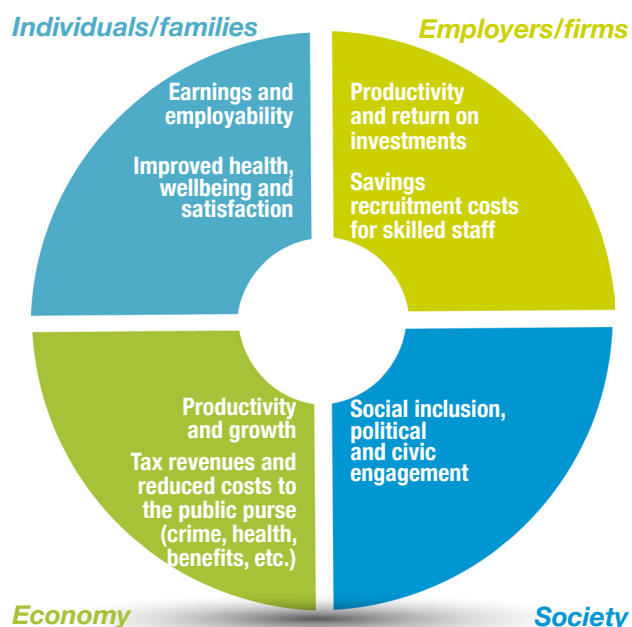 Individuals/families
Employers/firms
Earnings and
employability
Improved health,
wellbeing and
satisfaction
Productivity
and return on
investments
Savings
recruitment costs
for skilled staff
Productivity
and growth
Tax revenues and
reduced costs to
the public purse
(crime, health,
benefits, etc.)
Social inclusion,
political
and civic
engagement
Economy
Society